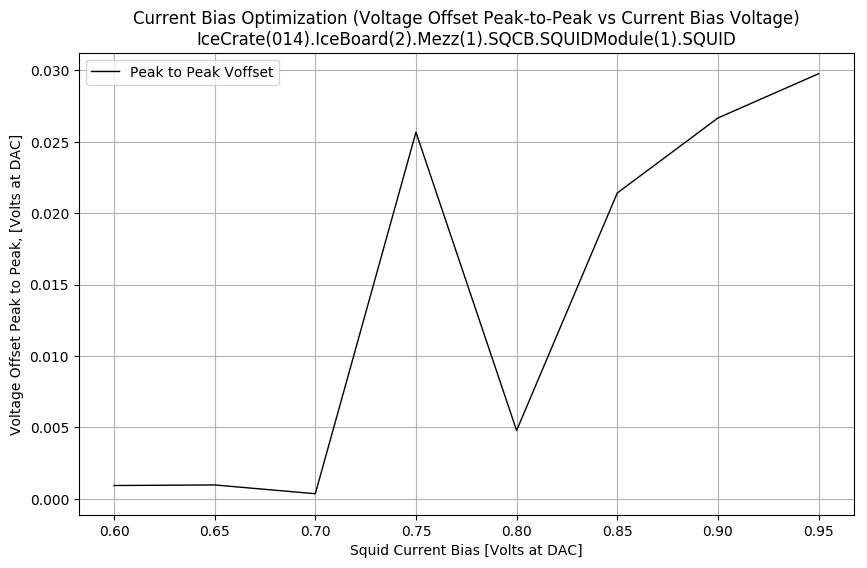 Current Bias Optimization (Voltage Offset Peak-to-Peak vs Current Bias Voltage)
IceCrate(014).IceBoard(2).Mezz(1).SQCB.SQUIDModule(1).SQUID
Peak to Peak Voffset
Voltage Offset Peak to Peak, [Volts at DAC]
0.030
0.025
0.020
0.015
0.010
0.005
0.000
0.60 0.65 0.70 0.75 0.80 0.85 0.90 0.95
Squid Current Bias [Volts at DAC]